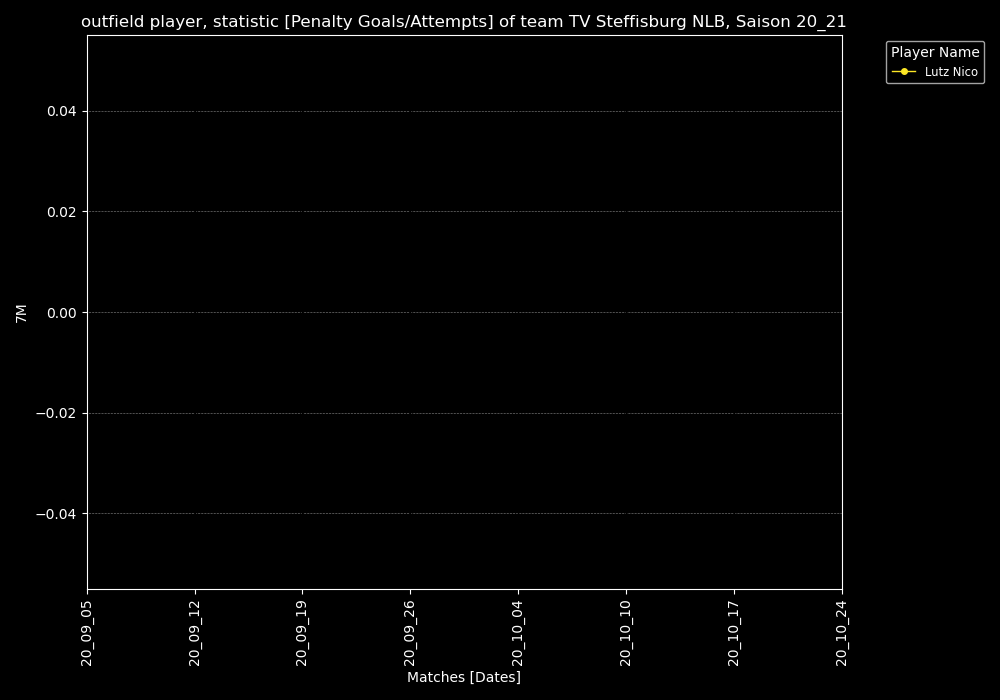 outfield player, statistic [Penalty Goals/Attempts] of team TV Steffisburg NLB, Saison 20_21
Player Name
Lutz Nico
0.04
0.02
0.00
−0.02
−0.04
7M
20_09_05
20_09_12
20_09_19
20_09_26
20_10_04
20_10_10
20_10_17
20_10_24
Matches [Dates]